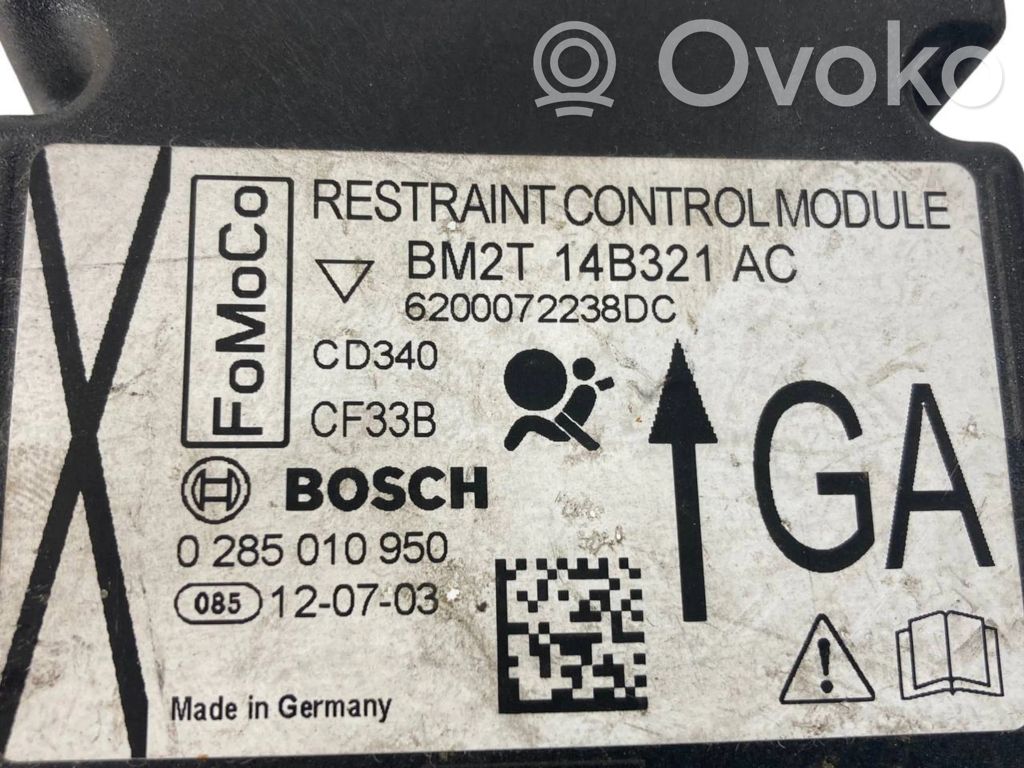 Ovoko
FoMoCo
RESTRAINT CONTROL MODULE
BM2T 14B321 AC
6200072238DC
CD340
CF33B
GA
BOSCH
0 285 010 950
085 12-07-03
Made in Germany